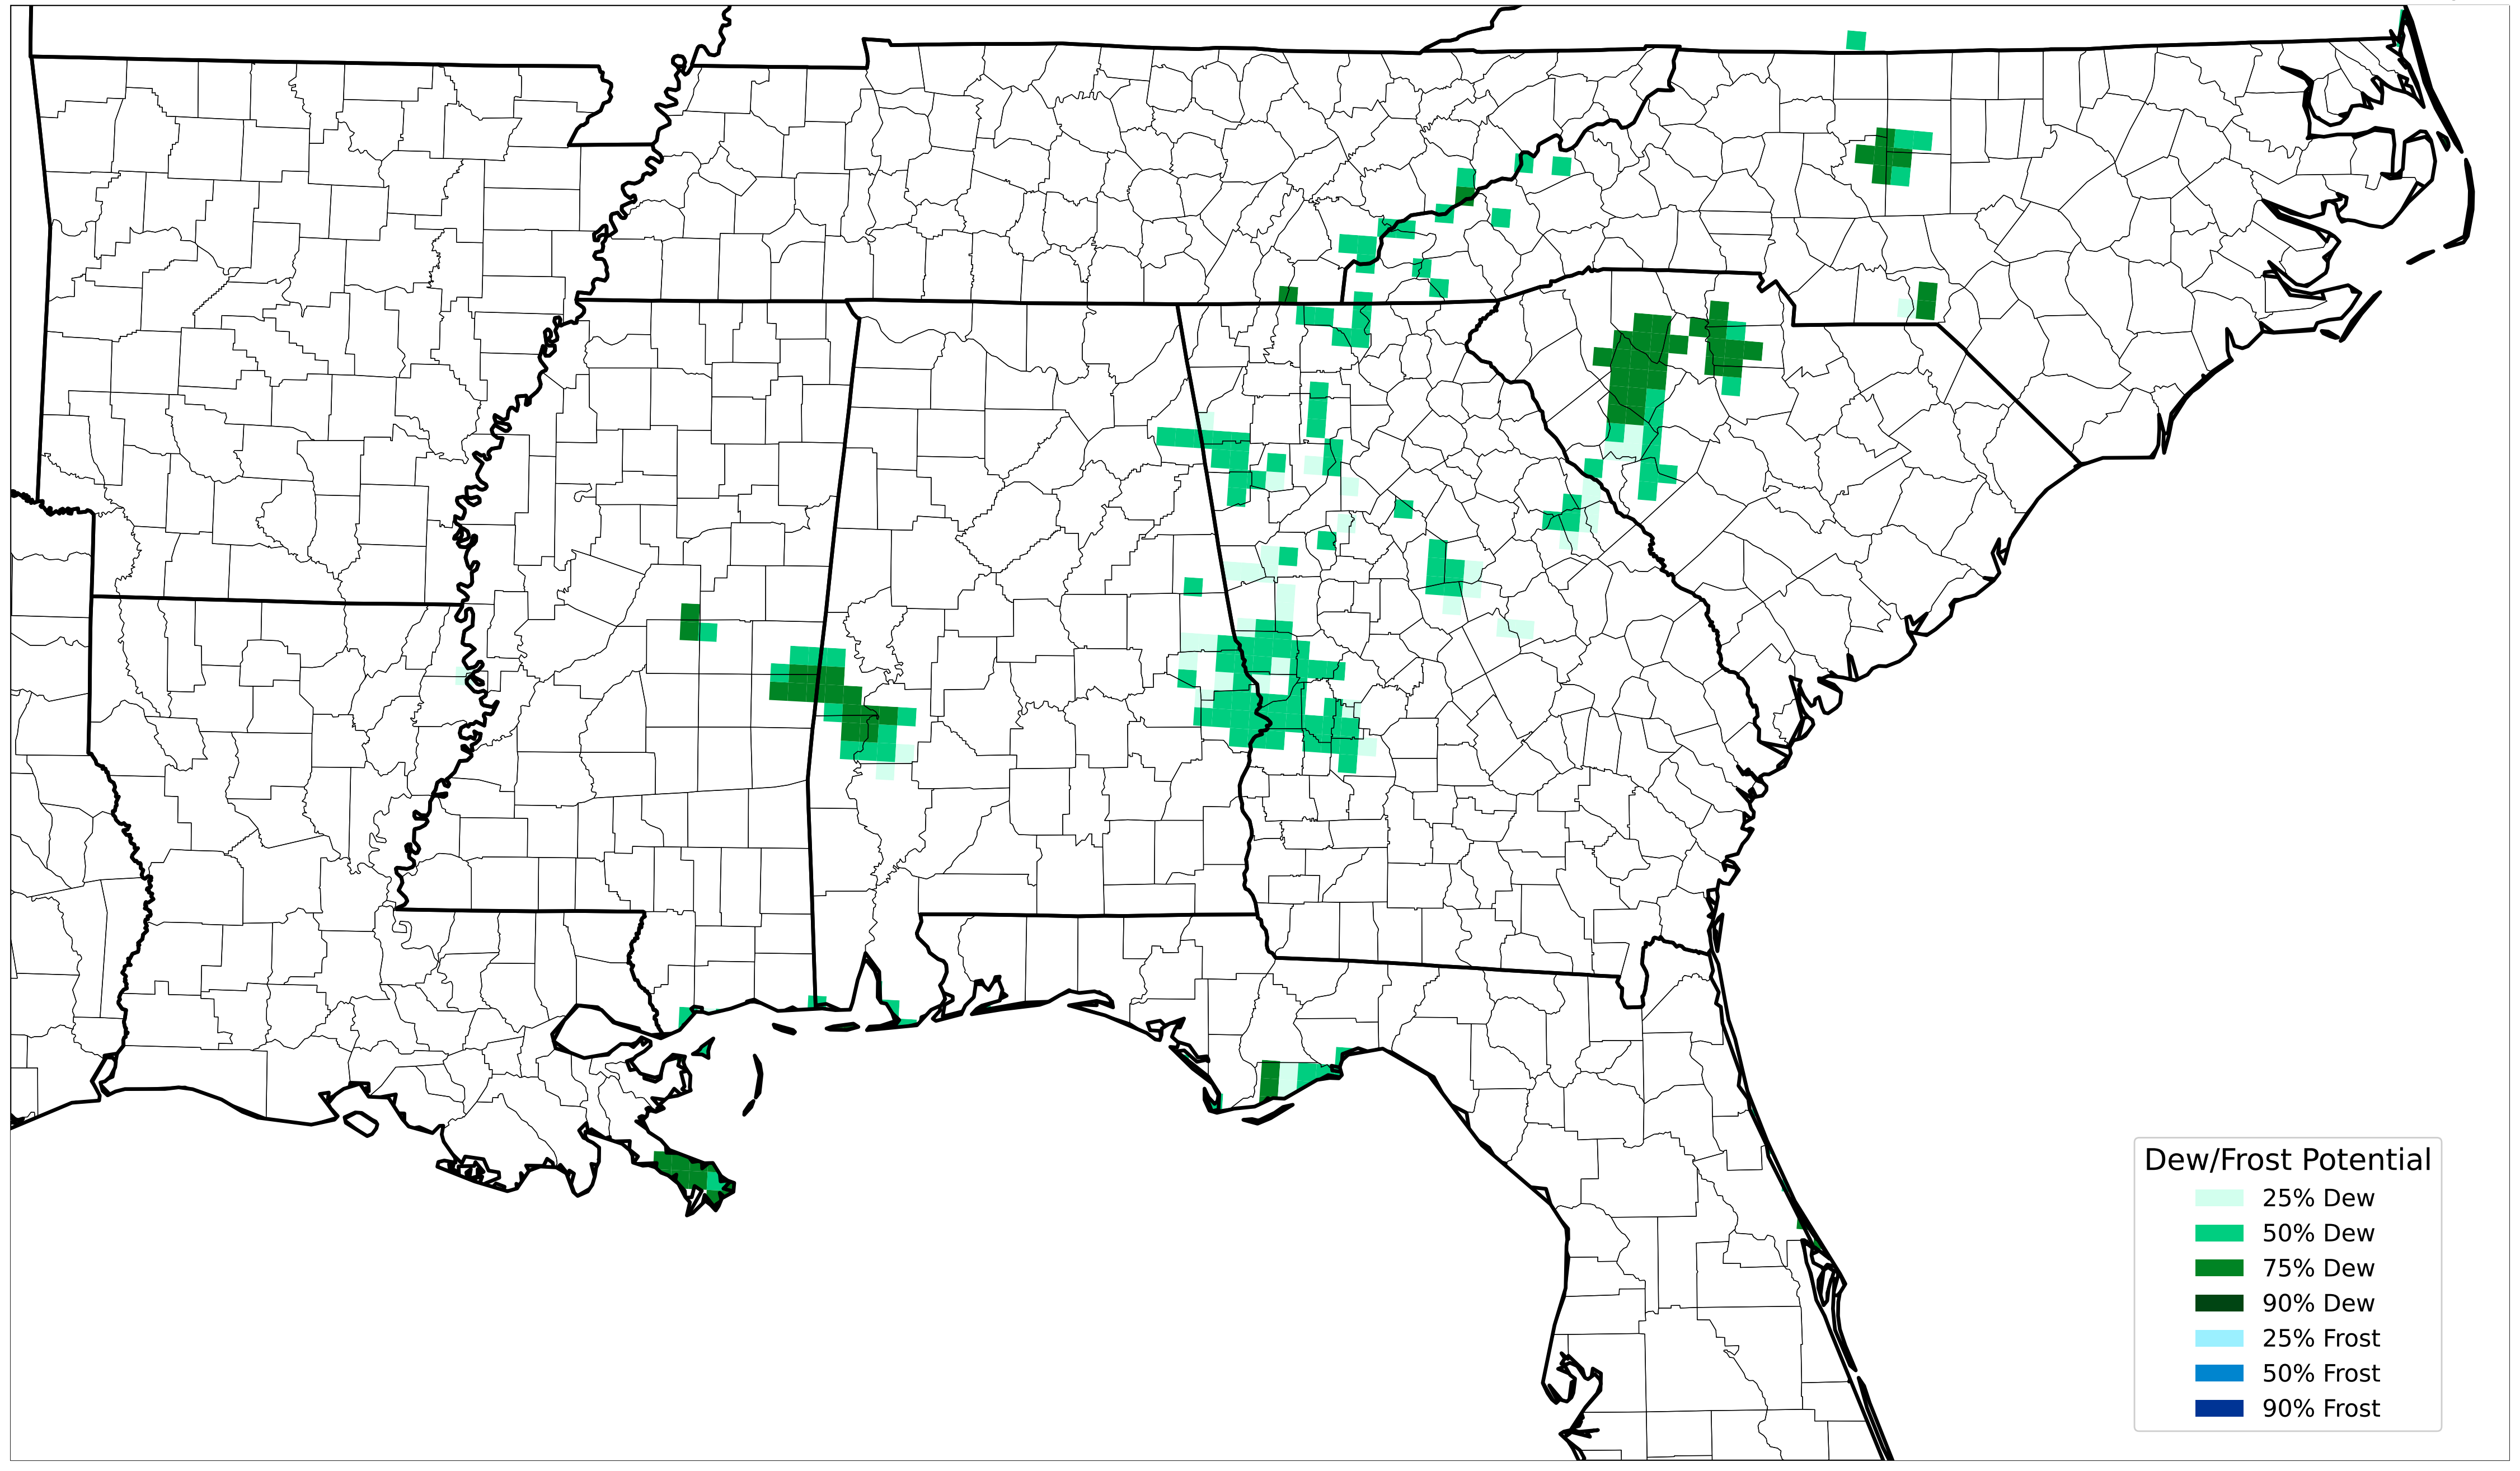 Dew/Frost Potential
25% Dew
50% Dew
75% Dew
90% Dew
25% Frost
50% Frost
90% Frost